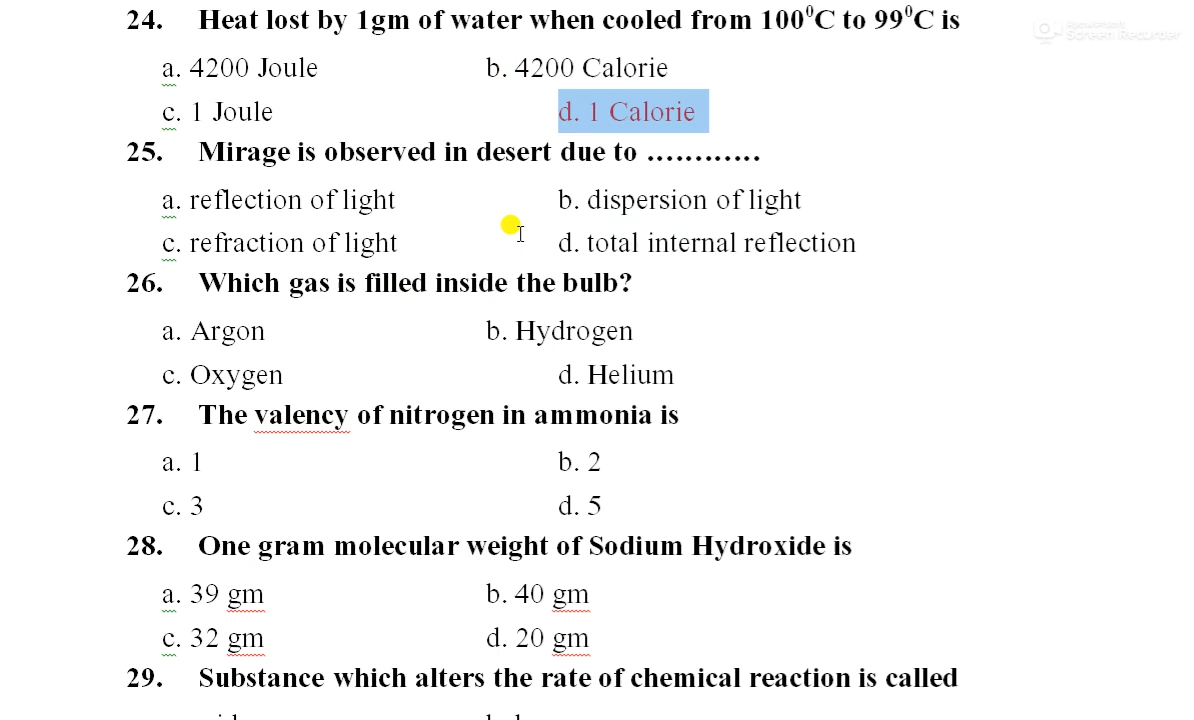 24. Heat lost by 1gm of water when cooled from 100⁰C to 99⁰C is
Screen Recorder
a. 4200 Joule b. 4200 Calorie
c. 1 Joule d. 1 Calorie
25. Mirage is observed in desert due to ............
a. reflection of light b. dispersion of light
c. refraction of light d. total internal reflection
26. Which gas is filled inside the bulb?
a. Argon b. Hydrogen
c. Oxygen d. Helium
27. The valency of nitrogen in ammonia is
a. 1 b. 2
c. 3 d. 5
28. One gram molecular weight of Sodium Hydroxide is
a. 39 gm b. 40 gm
c. 32 gm d. 20 gm
29. Substance which alters the rate of chemical reaction is called